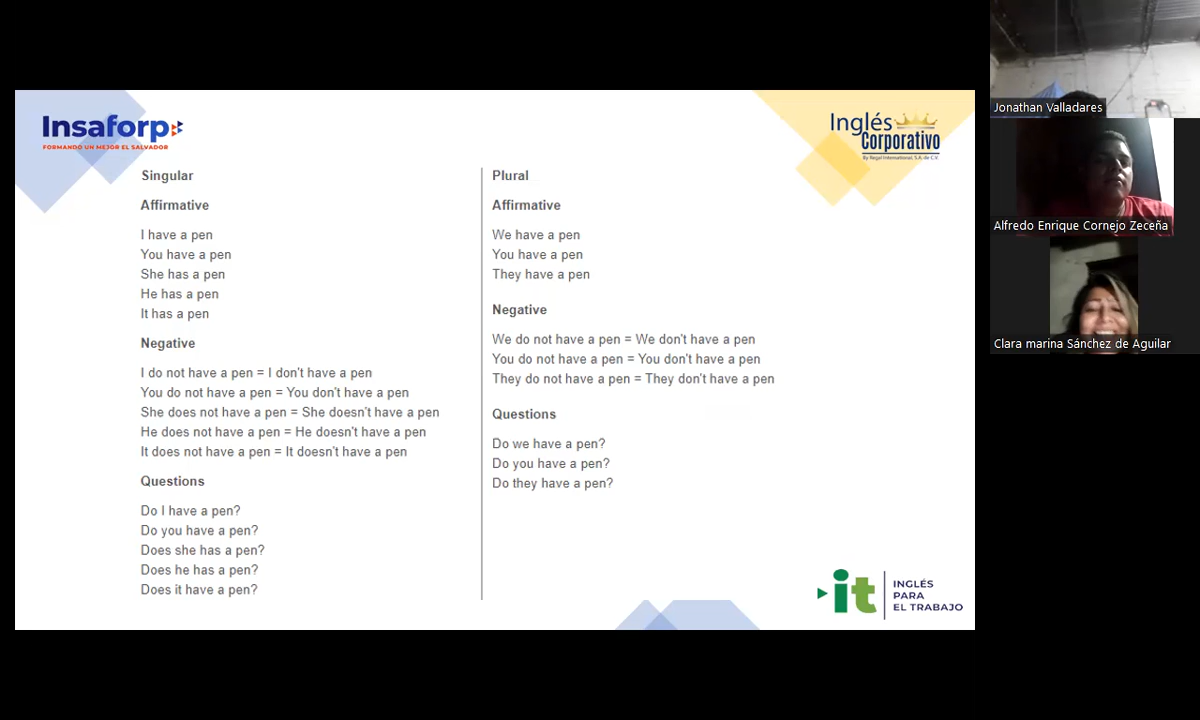 Insaforp
FORMANDO UN MEJOR EL SALVADOR
Inglés
Corporativo
By Regal International, S.A. de C.V.
Singular
Affirmative
I have a pen
You have a pen
She has a pen
He has a pen
It has a pen
Negative
I do not have a pen = I don't have a pen
You do not have a pen = You don't have a pen
She does not have a pen = She doesn't have a pen
He does not have a pen = He doesn't have a pen
It does not have a pen = It doesn't have a pen
Questions
Do I have a pen?
Do you have a pen?
Does she has a pen?
Does he has a pen?
Does it have a pen?
Plural
Affirmative
We have a pen
You have a pen
They have a pen
Negative
We do not have a pen = We don't have a pen
You do not have a pen = You don't have a pen
They do not have a pen = They don't have a pen
Questions
Do we have a pen?
Do you have a pen?
Do they have a pen?
it
INGLÉS
PARA
EL TRABAJO
Jonathan Valladares
Alfredo Enrique Cornejo Zeceña
Clara marina Sánchez de Aguilar